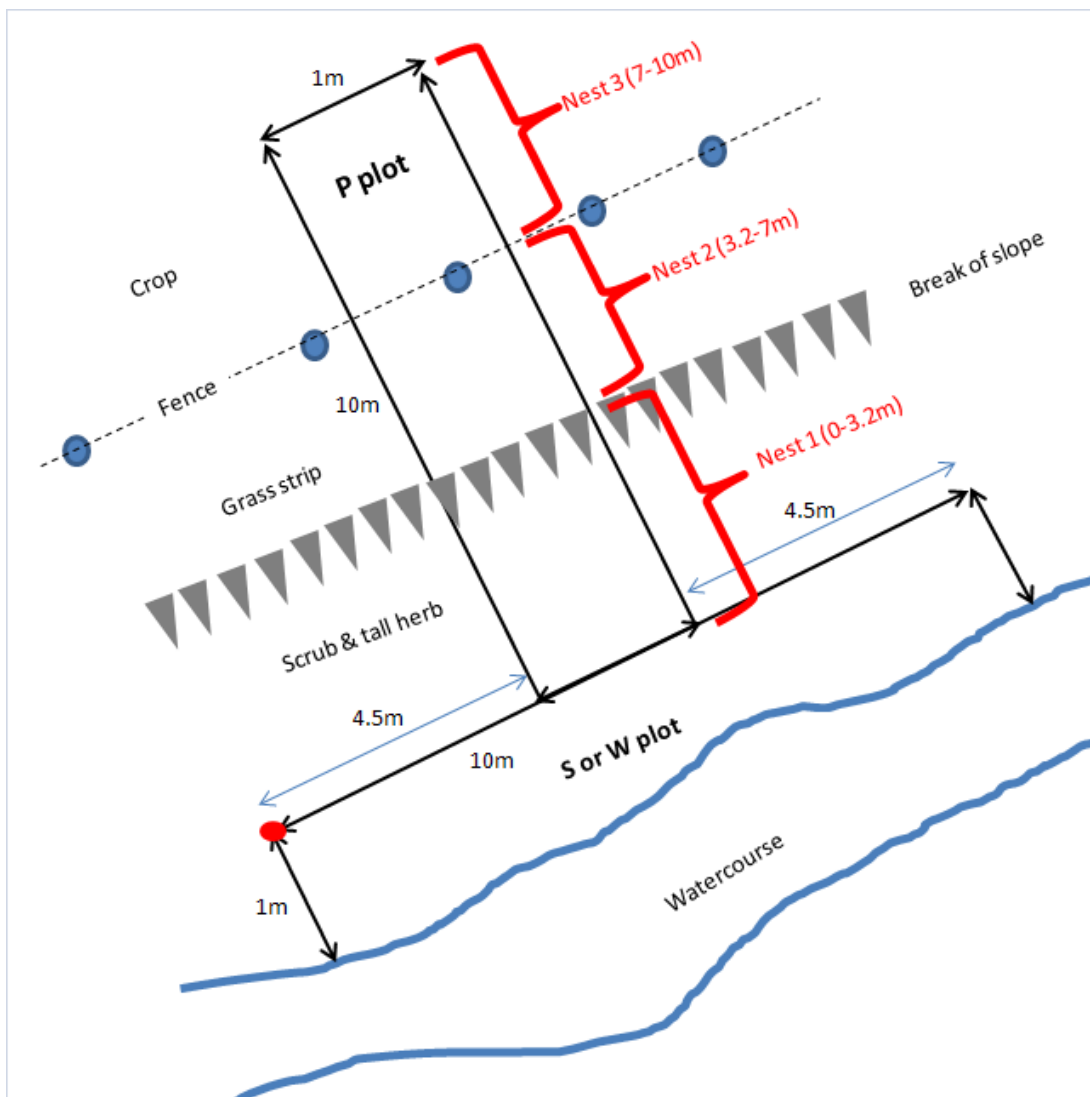 1m
Nest 3 (7-10m)
P plot
Crop
Nest 2 (3.2-7m)
Break of slope
Fence
10m
Grass strip
Nest 1 (0-3.2m)
4.5m
Scrub & tall herb
4.5m
10m
S or W plot
Watercourse
1m